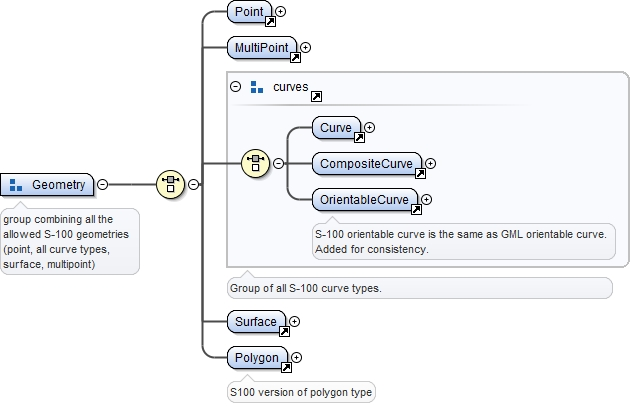 Point
MultiPoint
curves
Curve
CompositeCurve
OrientableCurve
S-100 orientable curve is the same as GML orientable curve.
Added for consistency.
Group of all S-100 curve types.
Geometry
group combining all the
allowed S-100 geometries
(point, all curve types,
surface, multipoint)
Surface
Polygon
S100 version of polygon type